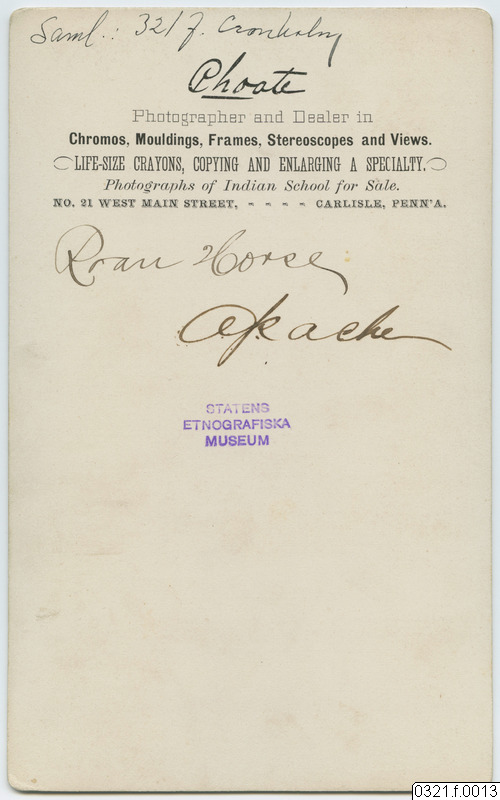 Saml.: 321 f. Cronholm
Choate
Photographer and Dealer in
Chromos, Mouldings, Frames, Stereoscopes and Views.
LIFE-SIZE CRAYONS, COPYING AND ENLARGING A SPECIALTY.
Photographs of Indian School for Sale.
NO. 21 WEST MAIN STREET, " " " " CARLISLE, PENN'A.
Roan Horse,
Apache
STATENS
ETNOGRAFISKA
MUSEUM
0321.f.0013